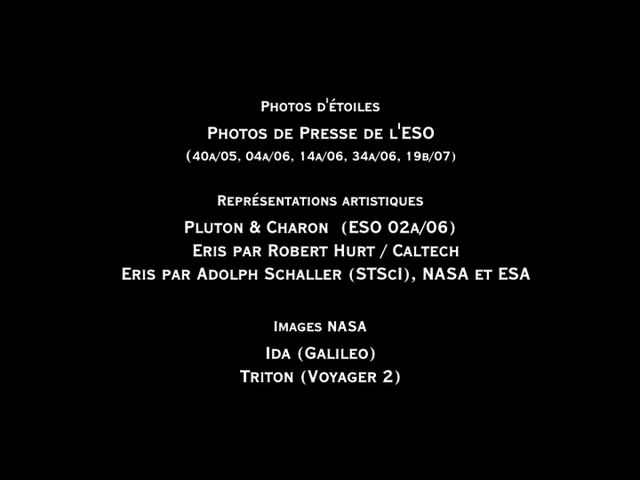 Photos d'étoiles
Photos de Presse de l'ESO
(40a/05, 04a/06, 14a/06, 34a/06, 19b/07)
Représentations artistiques
Pluton & Charon (ESO 02a/06)
Eris par Robert Hurt / Caltech
Eris par Adolph Schaller (STScI), NASA et ESA
Images NASA
Ida (Galileo)
Triton (Voyager 2)